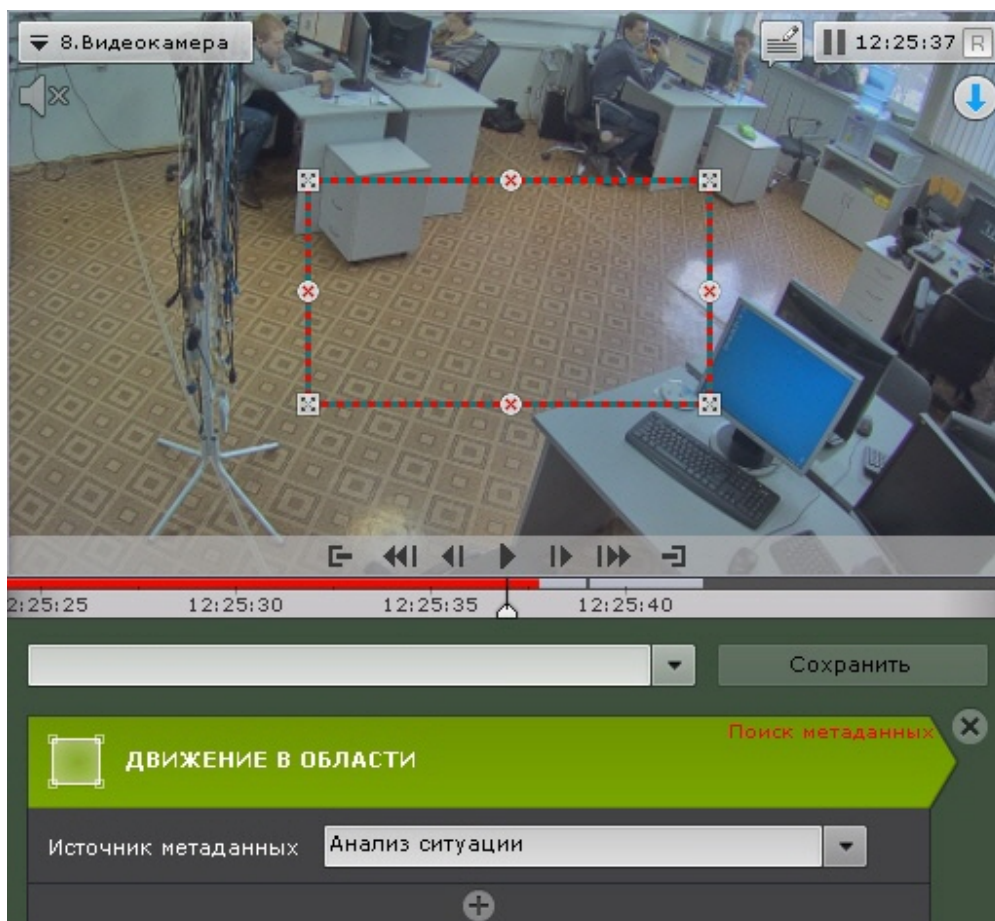 8.Видеокамера
12:25:37 R
2:25:25 12:25:30 12:25:35 12:25:40
Сохранить
Поиск метаданных
ДВИЖЕНИЕ В ОБЛАСТИ
Источник метаданных Анализ ситуации